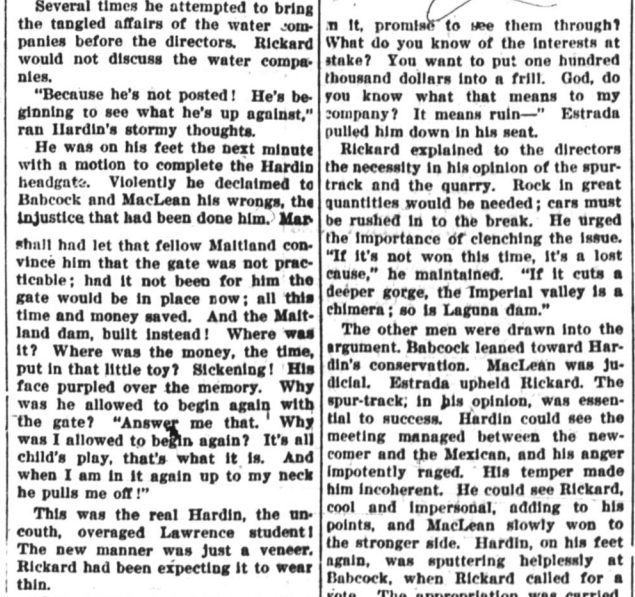 Several times he attempted to bring
the tangled affairs of the water com-
panies before the directors. Rickard
would not discuss the water compa-
nies.
"Because he's not posted! He's be-
ginning to see what he's up against,"
ran Hardin's stormy thoughts.
He was on his feet the next minute
with a motion to complete the Hardin
headgate. Violently he declaimed to
Babcock and MacLean his wrongs, the
injustice that had been done him. Mar-
shall had let that fellow Maitland con-
vince him that the gate was not prac-
ticable; had it not been for him the
gate would be in place now; all this
time and money saved. And the Mait-
land dam, built instead! Where was
it? Where was the money, the time,
put in that little toy? Sickening! His
face purpled over the memory. Why
was he allowed to begin again with
the gate? "Answer me that. Why
was I allowed to begin again? It's all
child's play, that's what it is. And
when I am in it again up to my neck
he pulls me off!"
This was the real Hardin, the un-
couth, overaged Lawrence student!
The new manner was just a veneer.
Rickard had been expecting it to wear
thin.
n it, promise to see them through?
What do you know of the interests at
stake? You want to put one hundred
thousand dollars into a frill. God, do
you know what that means to my
company? It means ruin—" Estrada
pulled him down in his seat.
Rickard explained to the directors
the necessity in his opinion of the spur-
track and the quarry. Rock in great
quantities would be needed; cars must
be rushed in to the break. He urged
the importance of clenching the issue.
"If it's not won this time, it's a lost
cause," he maintained. "If it cuts a
deeper gorge, the Imperial valley is a
chimera; so is Laguna dam."
The other men were drawn into the
argument. Babcock leaned toward Har-
din's conservation. MacLean was ju-
dicial. Estrada upheld Rickard. The
spur-track, in his opinion, was essen-
tial to success. Hardin could see the
meeting managed between the new-
comer and the Mexican, and his anger
impotently raged. His temper made
him incoherent. He could see Rickard,
cool and impersonal, adding to his
points, and MacLean slowly won to
the stronger side. Hardin, on his feet
again, was sputtering helplessly at
Babcock, when Rickard called for a
vote. The appropriation was carried,